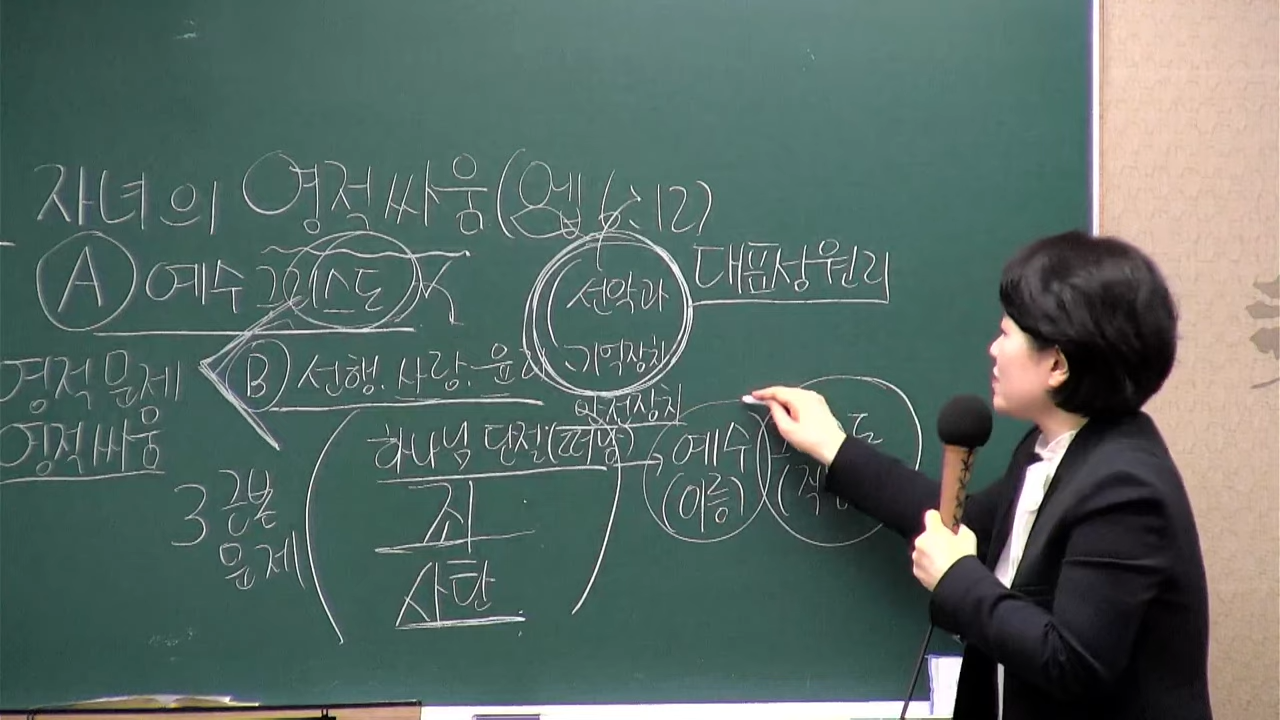 자녀의 영적싸움(엡 6:12)
A 예수 그리스도
선악과
기억장치
대표성원리
영적문제
영적싸움
B 선행. 사랑. 윤리
안전장치
하나님 단절(떠남)
죄
사탄
3 근본
문제
예수
(이름)